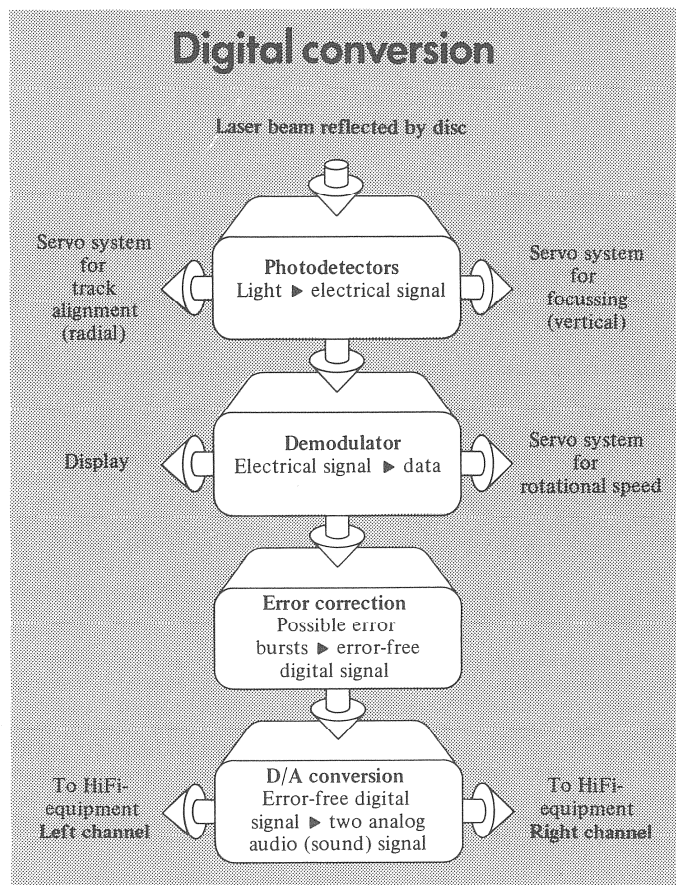 Digital conversion
Laser beam reflected by disc
Servo system
for
track
alignment
(radial)
Photodetectors
Light ▶ electrical signal
Servo system
for
focussing
(vertical)
Display
Demodulator
Electrical signal ▶ data
Servo system
for
rotational speed
Error correction
Possible error
bursts ▶ error-free
digital signal
To HiFi-
equipment
Left channel
D/A conversion
Error-free digital
signal ▶ two analog
audio (sound) signal
To HiFi-
equipment
Right channel